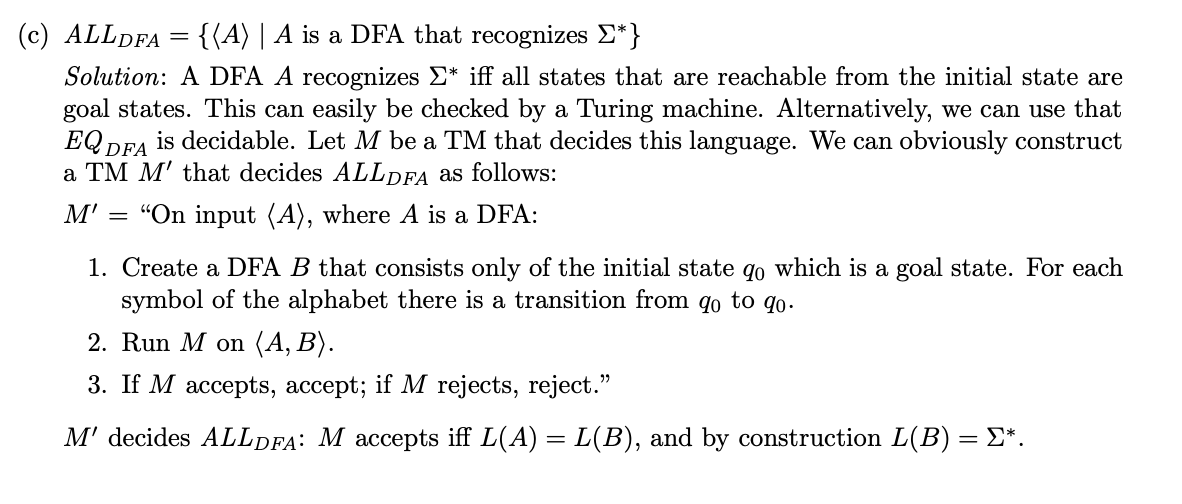 (c) ALL_DFA = {⟨A⟩ | A is a DFA that recognizes Σ*}
Solution: A DFA A recognizes Σ* iff all states that are reachable from the initial state are
goal states. This can easily be checked by a Turing machine. Alternatively, we can use that
EQ_DFA is decidable. Let M be a TM that decides this language. We can obviously construct
a TM M′ that decides ALL_DFA as follows:
M′ = “On input ⟨A⟩, where A is a DFA:
1. Create a DFA B that consists only of the initial state q₀ which is a goal state. For each
symbol of the alphabet there is a transition from q₀ to q₀.
2. Run M on ⟨A, B⟩.
3. If M accepts, accept; if M rejects, reject.”
M′ decides ALL_DFA: M accepts iff L(A) = L(B), and by construction L(B) = Σ*.